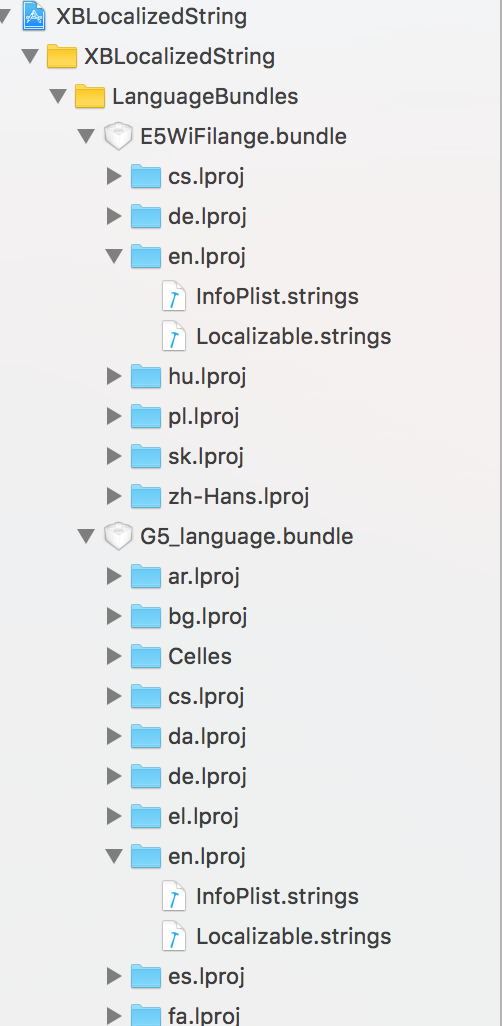 XBLocalizedString
XBLocalizedString
LanguageBundles
E5WiFilange.bundle
cs.lproj
de.lproj
en.lproj
InfoPlist.strings
Localizable.strings
hu.lproj
pl.lproj
sk.lproj
zh-Hans.lproj
G5_language.bundle
ar.lproj
bg.lproj
Celles
cs.lproj
da.lproj
de.lproj
el.lproj
en.lproj
InfoPlist.strings
Localizable.strings
es.lproj
fa.lproj